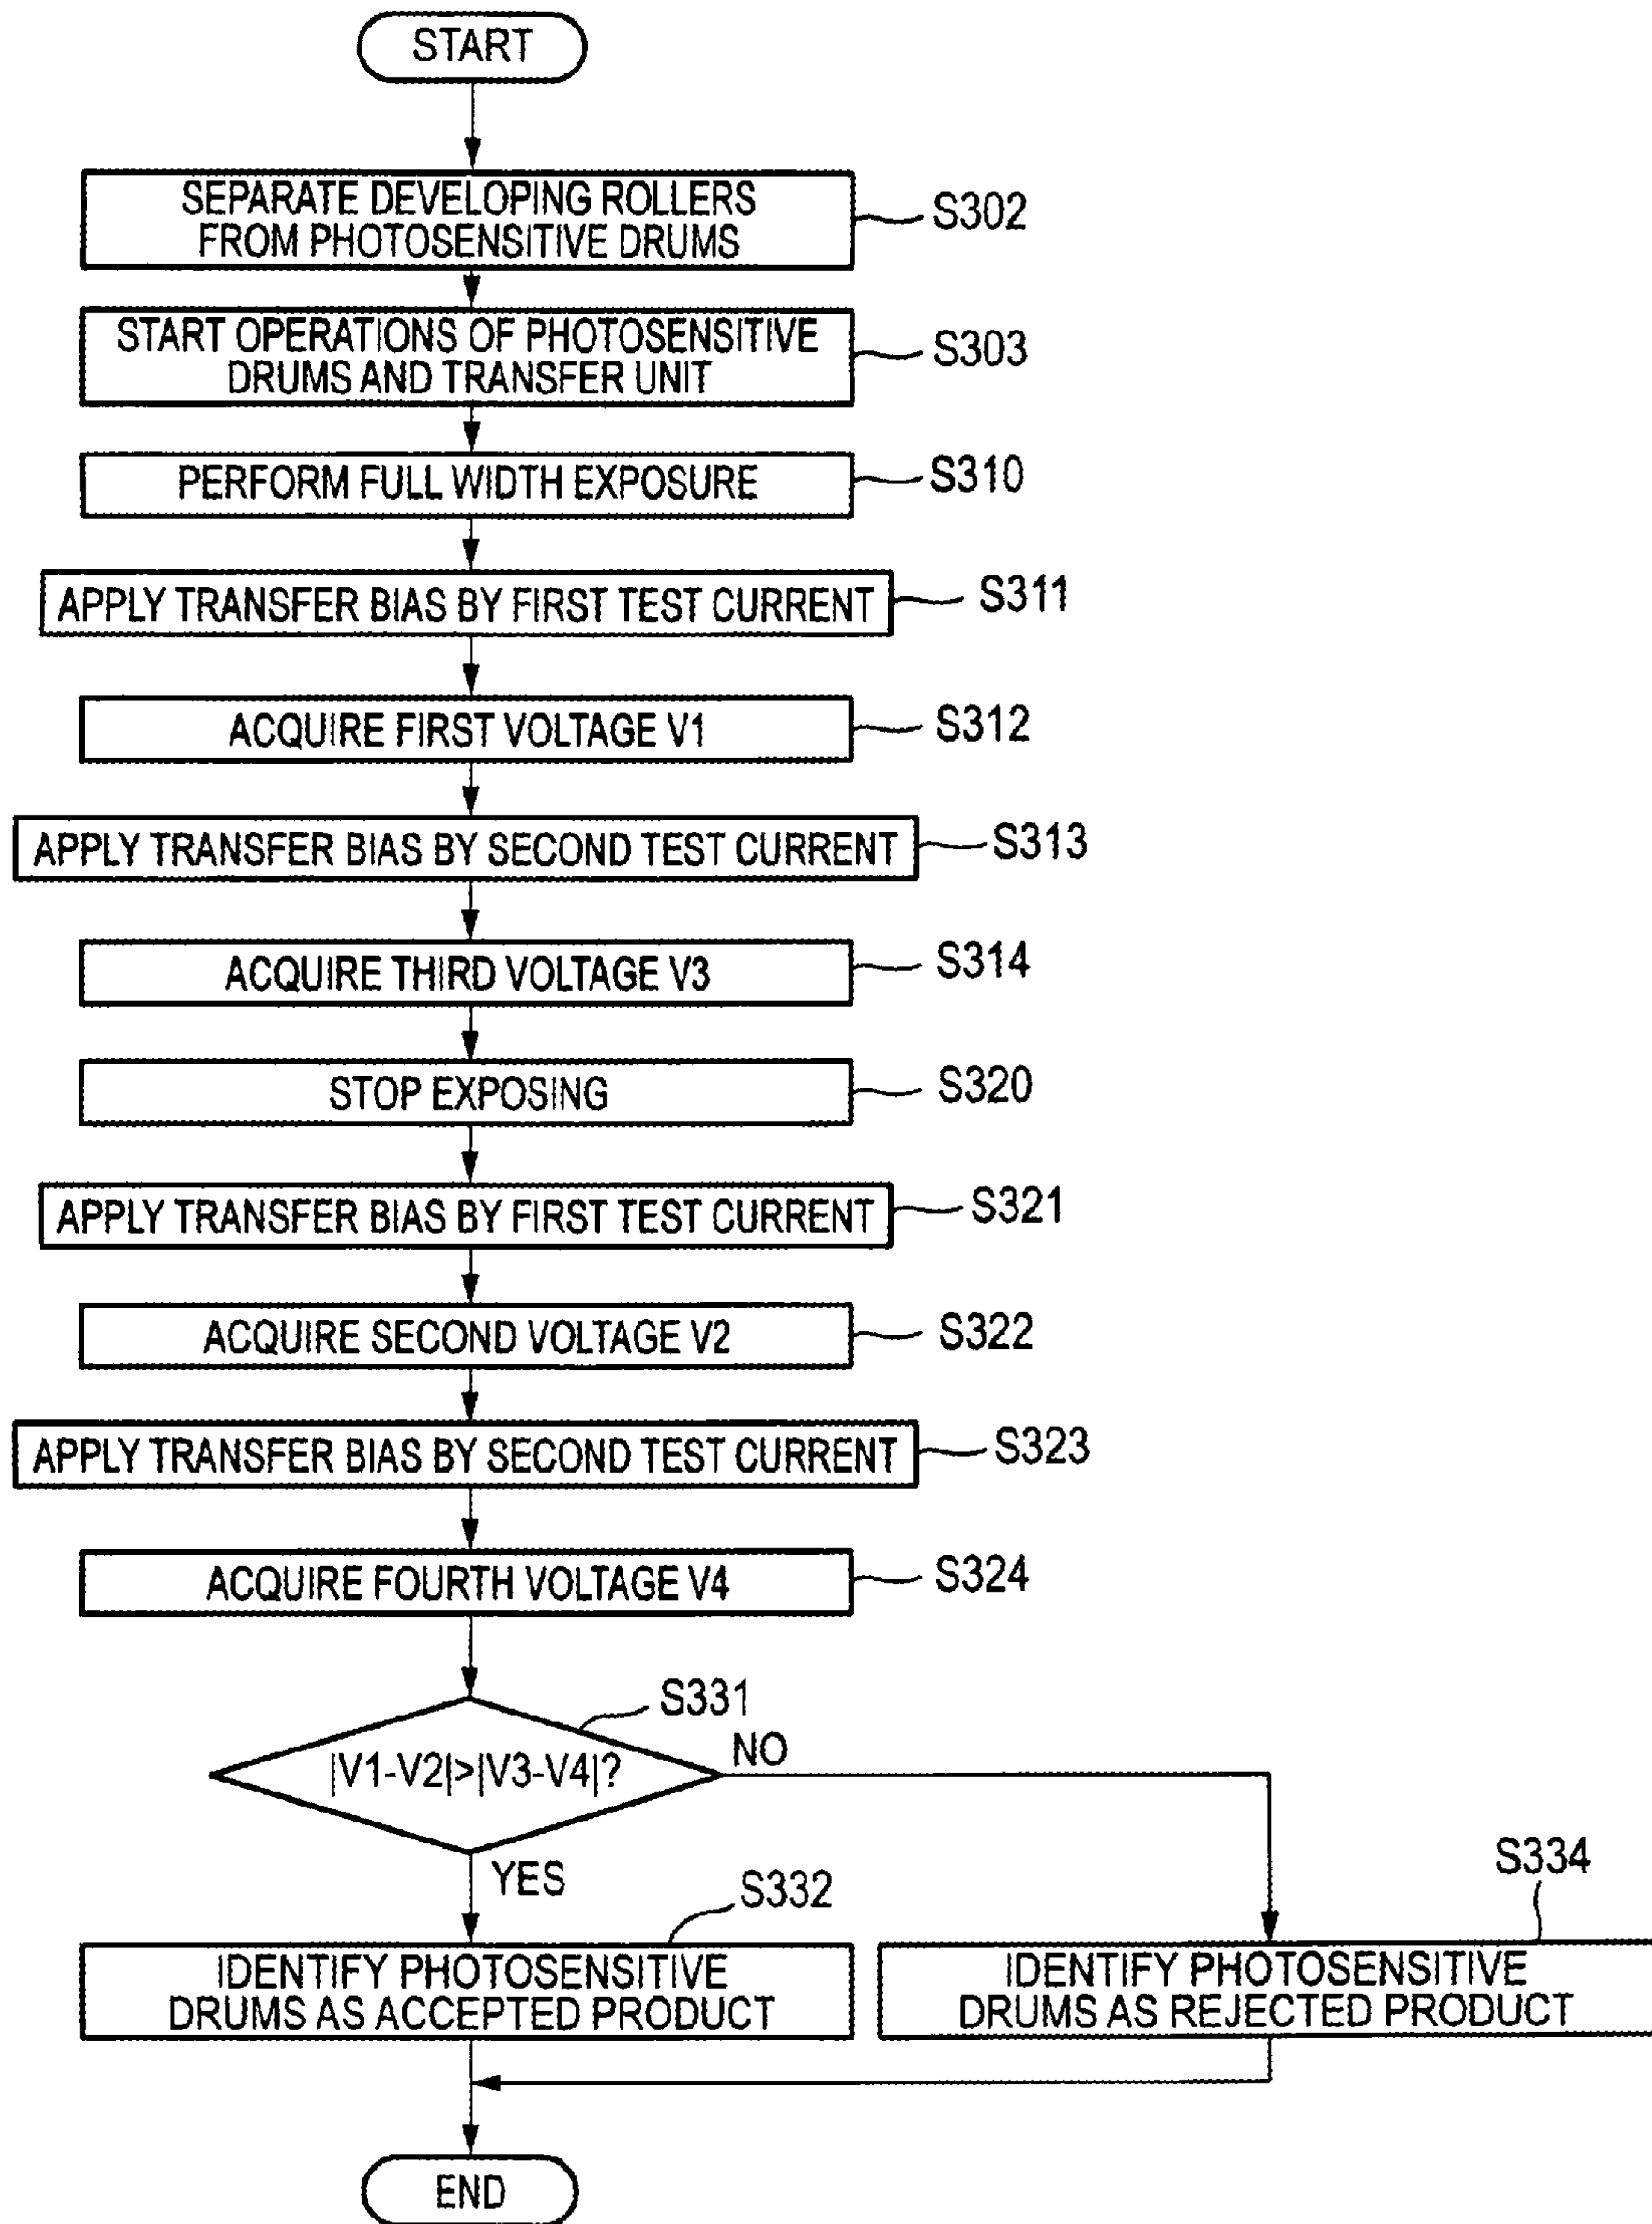 START
SEPARATE DEVELOPING ROLLERS
FROM PHOTOSENSITIVE DRUMS
S302
START OPERATIONS OF PHOTOSENSITIVE
DRUMS AND TRANSFER UNIT
S303
PERFORM FULL WIDTH EXPOSURE
S310
APPLY TRANSFER BIAS BY FIRST TEST CURRENT
S311
ACQUIRE FIRST VOLTAGE V1
S312
APPLY TRANSFER BIAS BY SECOND TEST CURRENT
S313
ACQUIRE THIRD VOLTAGE V3
S314
STOP EXPOSING
S320
APPLY TRANSFER BIAS BY FIRST TEST CURRENT
S321
ACQUIRE SECOND VOLTAGE V2
S322
APPLY TRANSFER BIAS BY SECOND TEST CURRENT
S323
ACQUIRE FOURTH VOLTAGE V4
S324
S331
|V1-V2|>|V3-V4|?
NO
YES
S332
IDENTIFY PHOTOSENSITIVE
DRUMS AS ACCEPTED PRODUCT
S334
IDENTIFY PHOTOSENSITIVE
DRUMS AS REJECTED PRODUCT
END